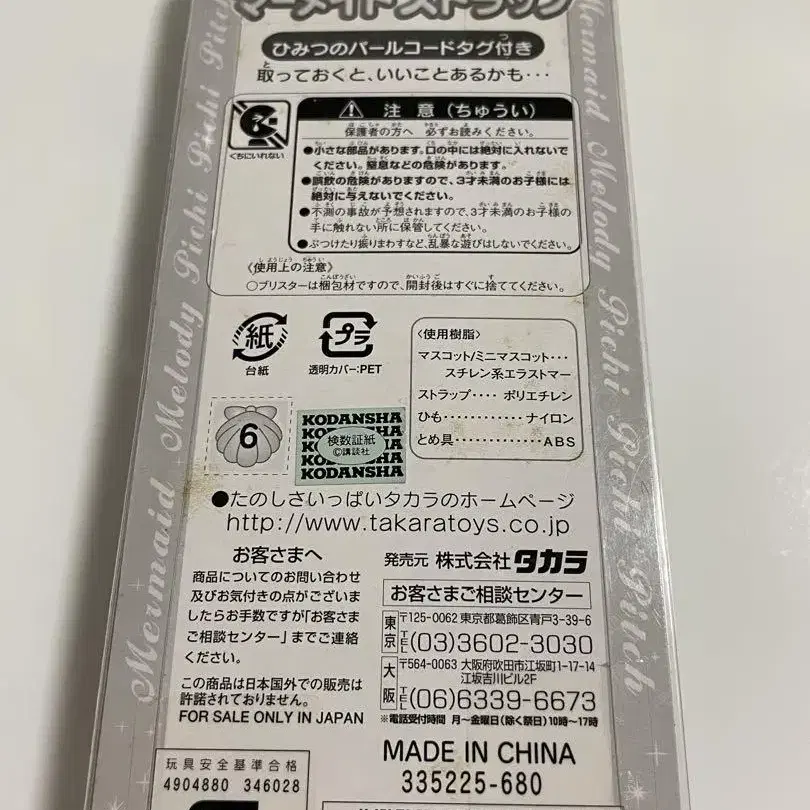 マーメイドストラップ
ひみつのパールコードタグ付き
取っておくと、いいことあるかも・・・
くちにいれない
注 意 (ちゅうい)
保護者の方へ 必ずお読みください。
●小さな部品があります。口の中には絶対に入れないで
ください。窒息などの危険があります。
●誤飲の危険がありますので、3才未満のお子様には
絶対に与えないでください。
●不測の事故が予想されますので、3才未満のお子様の
手に触れない所に保管してください。
●ぶつけたり振りまわすなど、乱暴な遊びはしないでください。
〈使用上の注意〉
○ブリスターは梱包材ですので、開封後はすぐに捨ててください。
紙
台紙
プラ
透明カバー:PET
〈使用樹脂〉
マスコット/ミニマスコット・・・
スチレン系エラストマー
ストラップ・・・・ ポリエチレン
ひも・・・・・・・・・・・ナイロン
とめ具・・・・・・・・・・・ABS
6
KODANSHA
検数証紙
©講談社
KODANSHA
●たのしさいっぱいタカラのホームページ
http://www.takaratoys.co.jp
お客さまへ
商品についてのお問い合わせ
及びお気付きの点がございま
したらお手数ですが「お客さま
ご相談センター」までご連絡
ください。
この商品は日本国外での販売は
許諾されておりません。
FOR SALE ONLY IN JAPAN
発売元 株式会社タカラ
お客さまご相談センター
東京 〒125-0062 東京都葛飾区青戸3-39-6
TEL (03)3602-3030
大阪 〒564-0063 大阪府吹田市江坂町1-17-14
江坂吉川ビル2F
TEL (06)6339-6673
※電話受付時間 月〜金曜日(除く祭日)10時〜17時
MADE IN CHINA
335225-680
玩具安全基準合格
4904880 346028
Mermaid Melody Pichi Pichi Pitch
Mermaid Melody Pichi Pichi Pitch